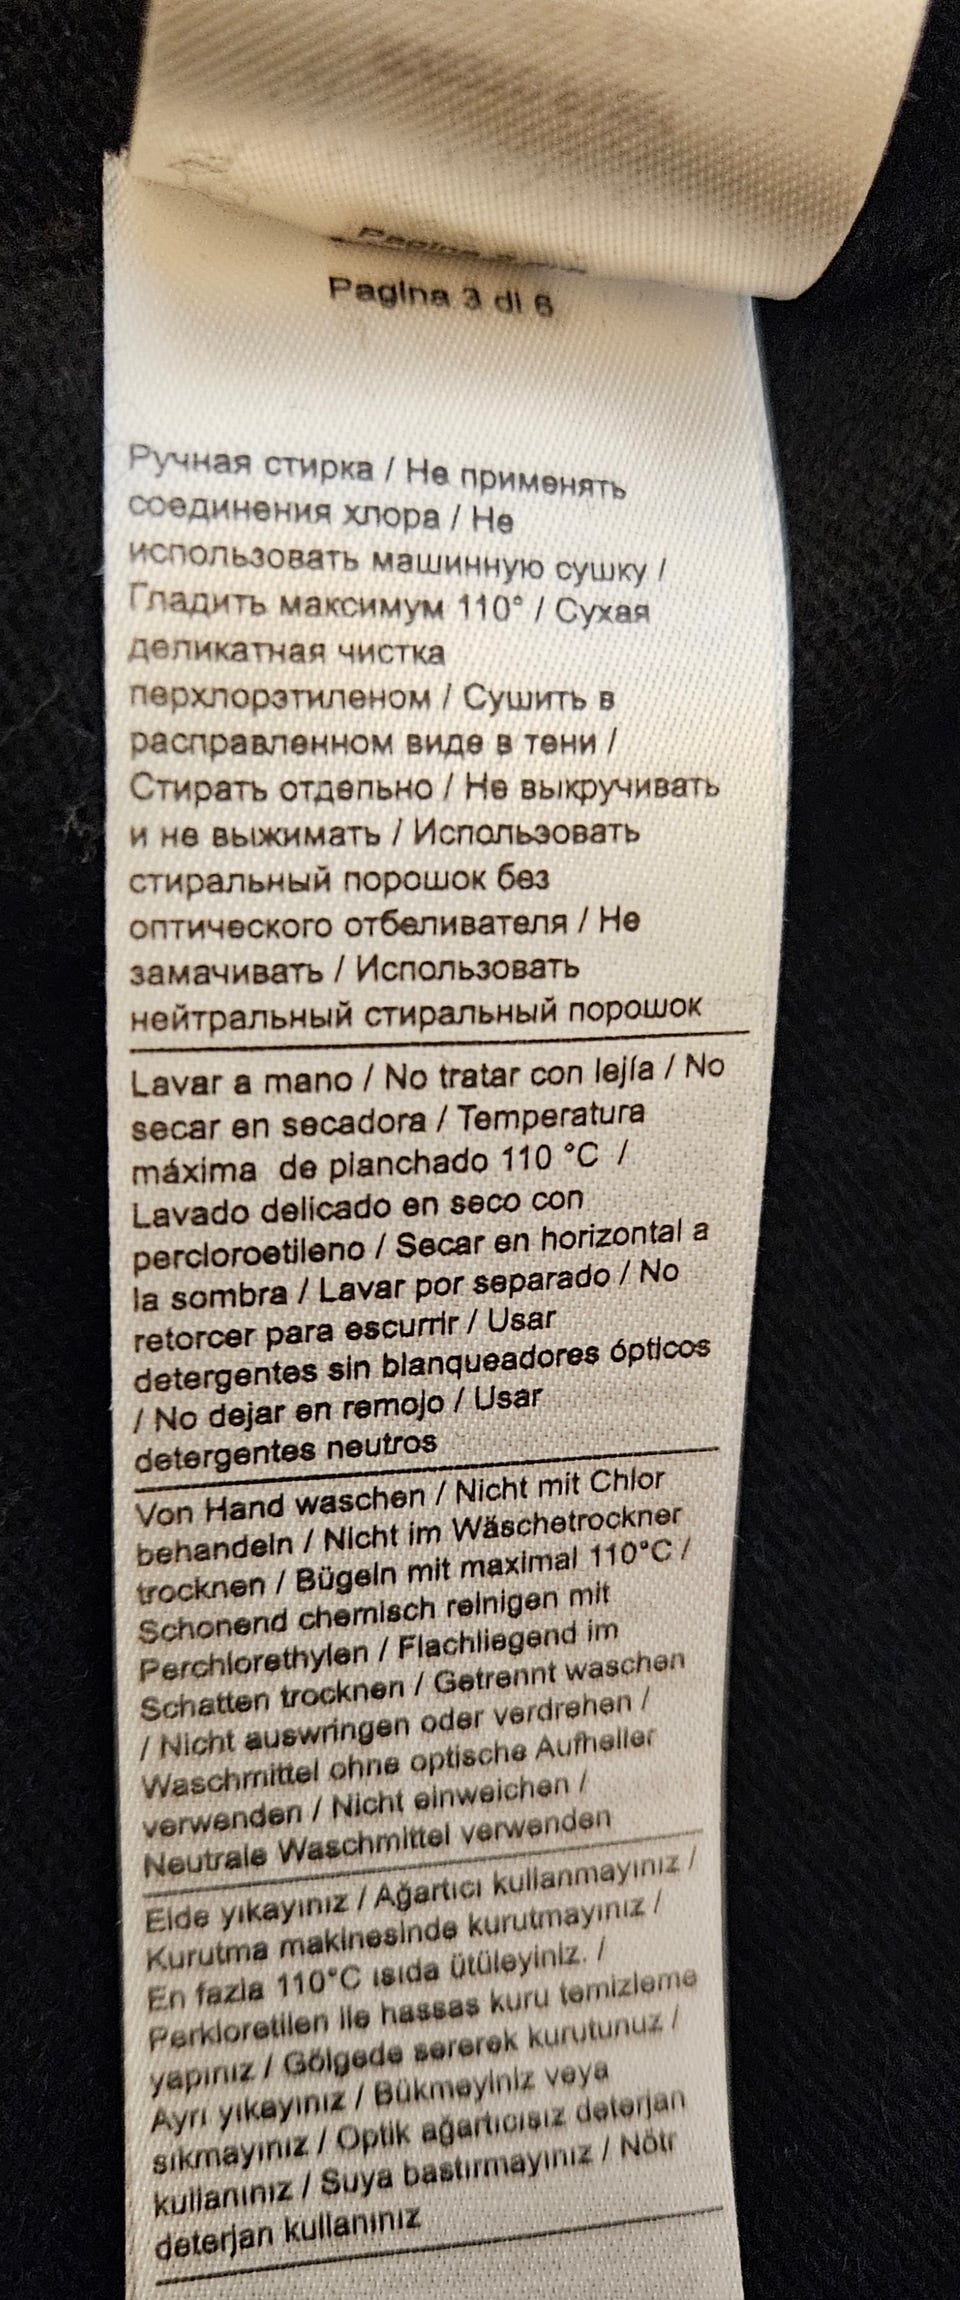 Pagina 3 di 6
Ручная стирка / Не применять
соединения хлора / Не
использовать машинную сушку /
Гладить максимум 110° / Сухая
деликатная чистка
перхлорэтиленом / Сушить в
расправленном виде в тени /
Стирать отдельно / Не выкручивать
и не выжимать / Использовать
стиральный порошок без
оптического отбеливателя / Не
замачивать / Использовать
нейтральный стиральный порошок
Lavar a mano / No tratar con lejía / No
secar en secadora / Temperatura
máxima de planchado 110 °C /
Lavado delicado en seco con
percloroetileno / Secar en horizontal a
la sombra / Lavar por separado / No
retorcer para escurrir / Usar
detergentes sin blanqueadores ópticos
/ No dejar en remojo / Usar
detergentes neutros
Von Hand waschen / Nicht mit Chlor
behandeln / Nicht im Wäschetrockner
trocknen / Bügeln mit maximal 110°C /
Schonend chemisch reinigen mit
Perchlorethylen / Flachliegend im
Schatten trocknen / Getrennt waschen
/ Nicht auswringen oder verdrehen /
Waschmittel ohne optische Aufheller
verwenden / Nicht einweichen /
Neutrale Waschmittel verwenden
Elde yıkayınız / Ağartıcı kullanmayınız /
Kurutma makinesinde kurutmayınız /
En fazla 110°C ısıda ütüleyiniz. /
Perkloretilen ile hassas kuru temizleme
yapınız / Gölgede sererek kurutunuz /
Ayrı yıkayınız / Bükmeyiniz veya
sıkmayınız / Optik ağartıcısız deterjan
kullanınız / Suya bastırmayınız / Nötr
deterjan kullanınız